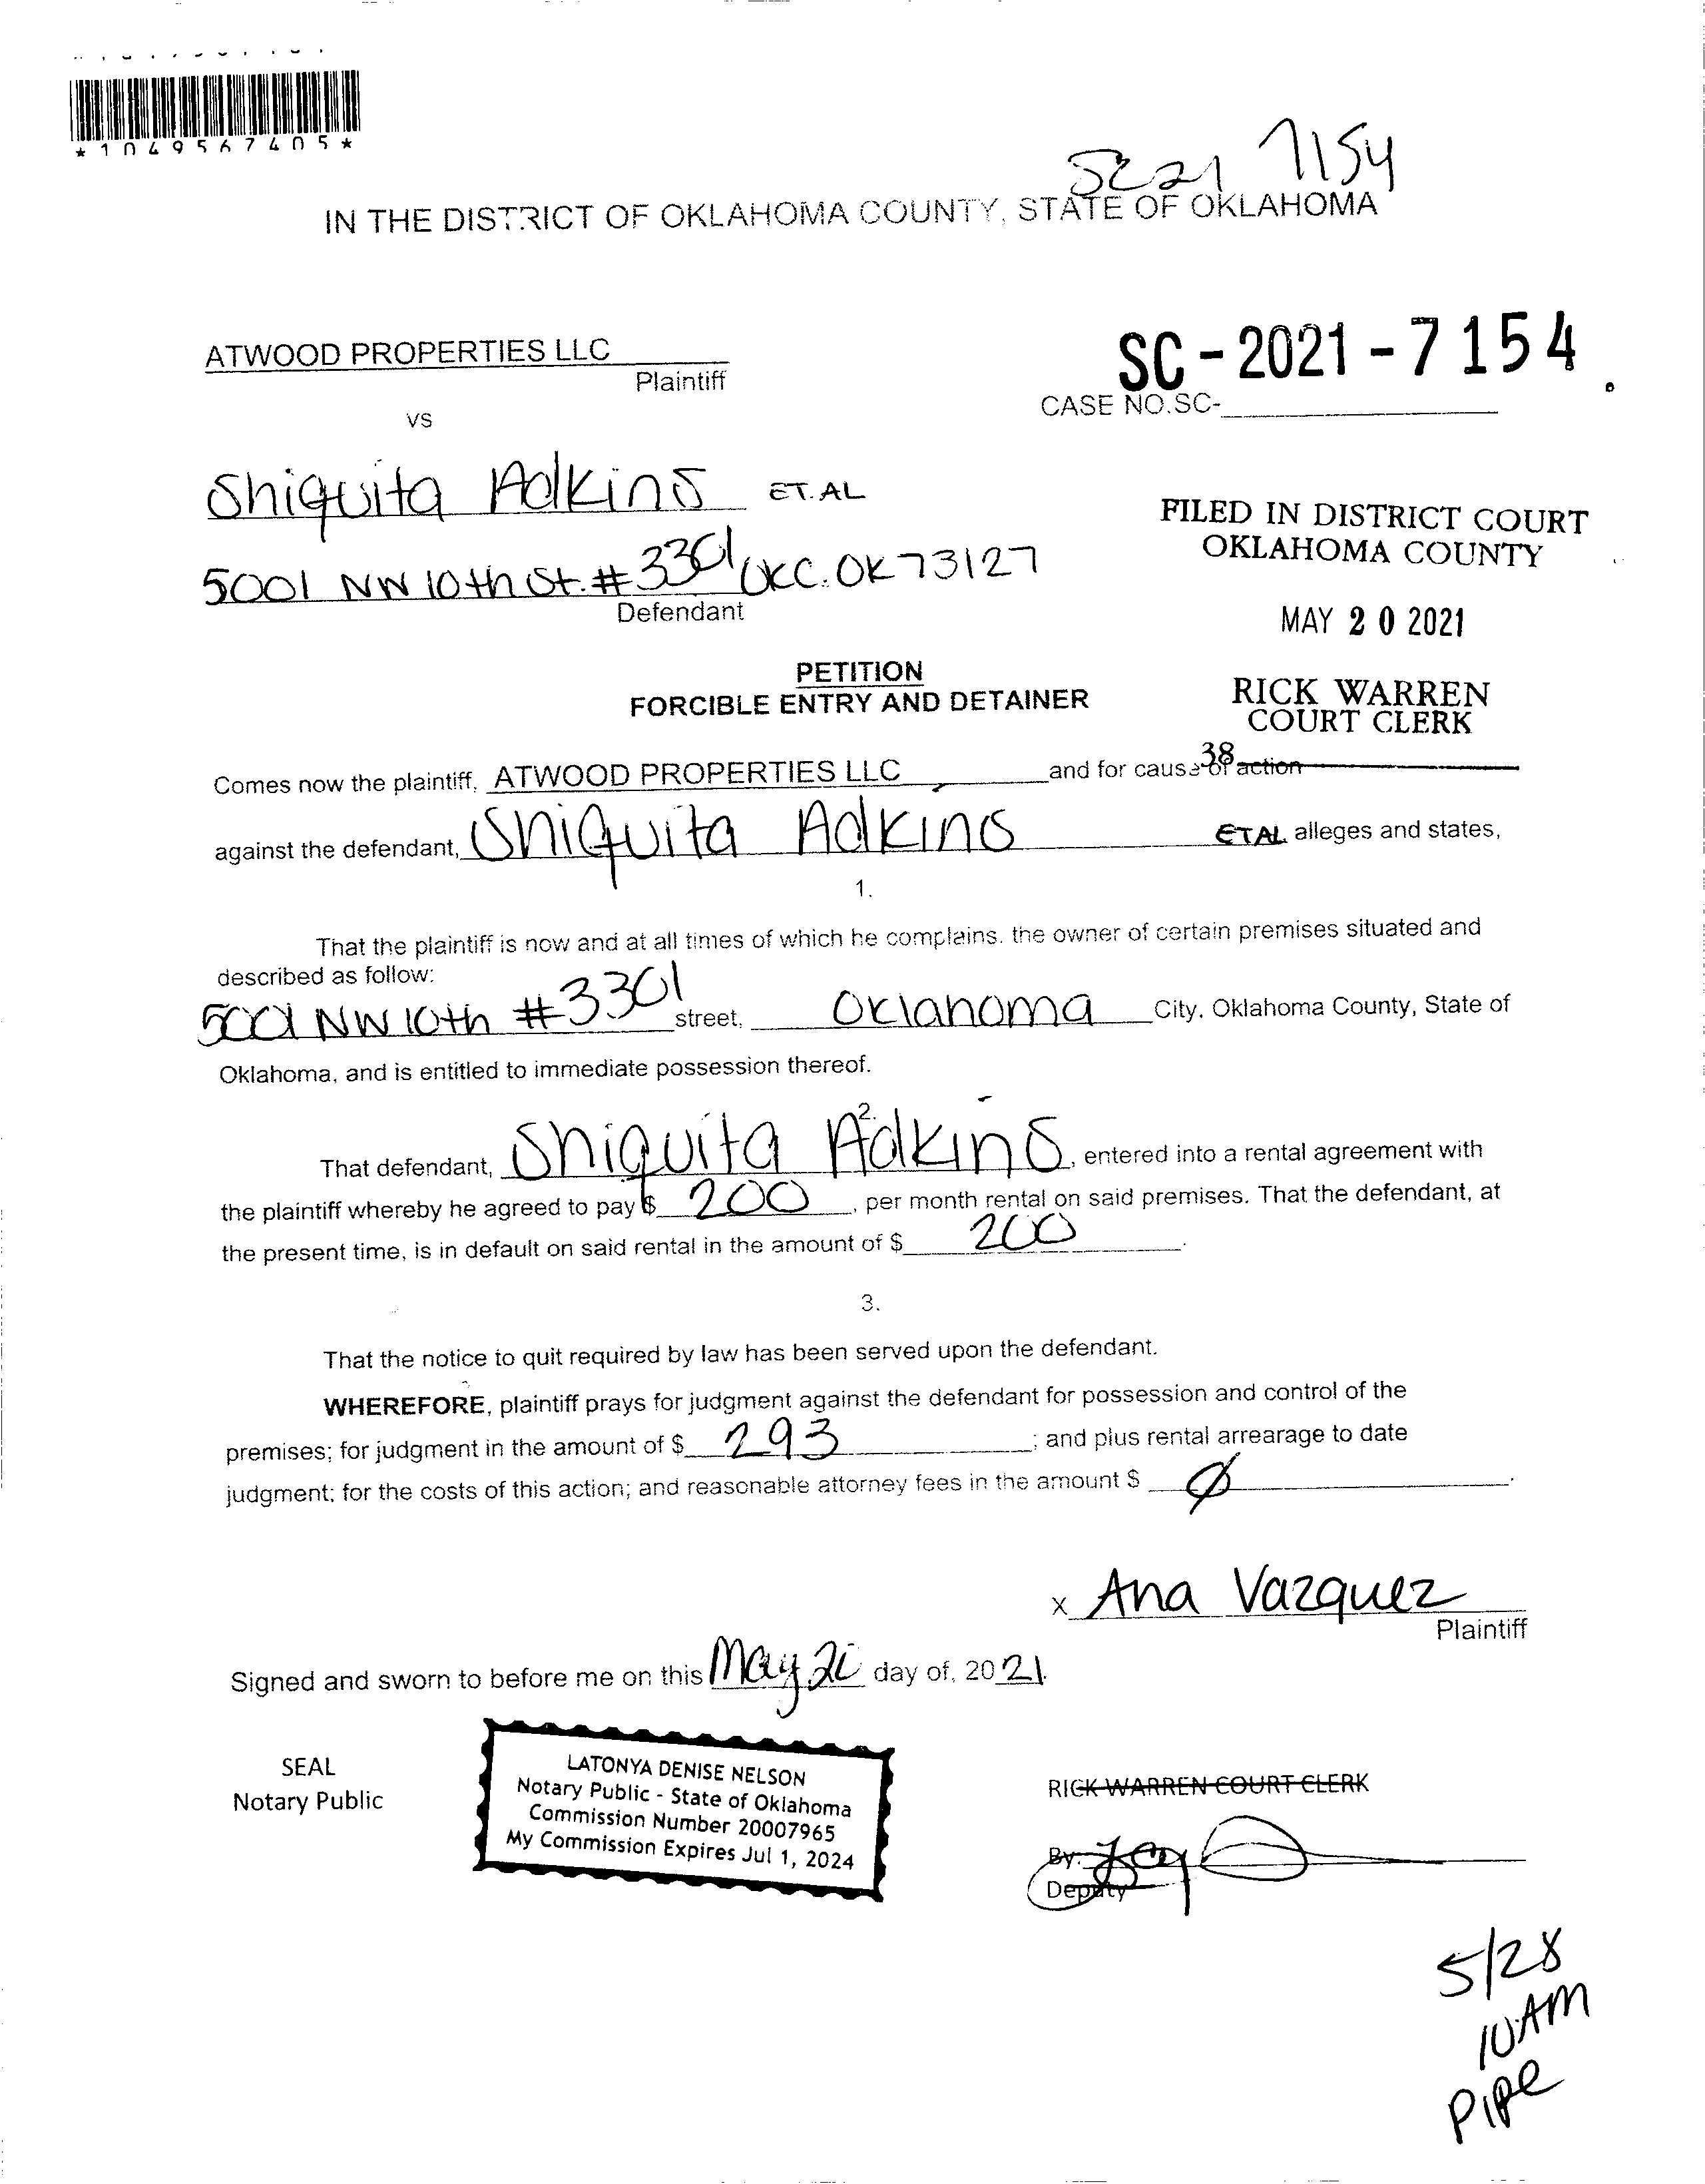 *1049567405*
SC21 7154
IN THE DISTRICT OF OKLAHOMA COUNTY, STATE OF OKLAHOMA
ATWOOD PROPERTIES LLC
Plaintiff
vs
SC-2021-7154
CASE NO.SC-
Shiquita Adkins ET.AL
5001 NW 10th St. #3301 OKC. OK 73127
Defendant
FILED IN DISTRICT COURT
OKLAHOMA COUNTY
MAY 20 2021
RICK WARREN
COURT CLERK
38
PETITION
FORCIBLE ENTRY AND DETAINER
Comes now the plaintiff, ATWOOD PROPERTIES LLC and for cause of action
against the defendant, Shiquita Adkins ETAL alleges and states,
1.
That the plaintiff is now and at all times of which he complains, the owner of certain premises situated and
described as follow:
5001 NW 10th #3301 street, Oklahoma City, Oklahoma County, State of
Oklahoma, and is entitled to immediate possession thereof.
2.
That defendant, Shiquita Adkins, entered into a rental agreement with
the plaintiff whereby he agreed to pay $ 200, per month rental on said premises. That the defendant, at
the present time, is in default on said rental in the amount of $ 200.
3.
That the notice to quit required by law has been served upon the defendant.
WHEREFORE, plaintiff prays for judgment against the defendant for possession and control of the
premises; for judgment in the amount of $ 293; and plus rental arrearage to date
judgment; for the costs of this action; and reasonable attorney fees in the amount $ Ø.
x Ana Vazquez
Plaintiff
Signed and sworn to before me on this May 20 day of, 2021.
SEAL
Notary Public
LATONYA DENISE NELSON
Notary Public - State of Oklahoma
Commission Number 20007965
My Commission Expires Jul 1, 2024
RICK WARREN COURT CLERK
By:
Deputy
5/28
10AM
Pipe